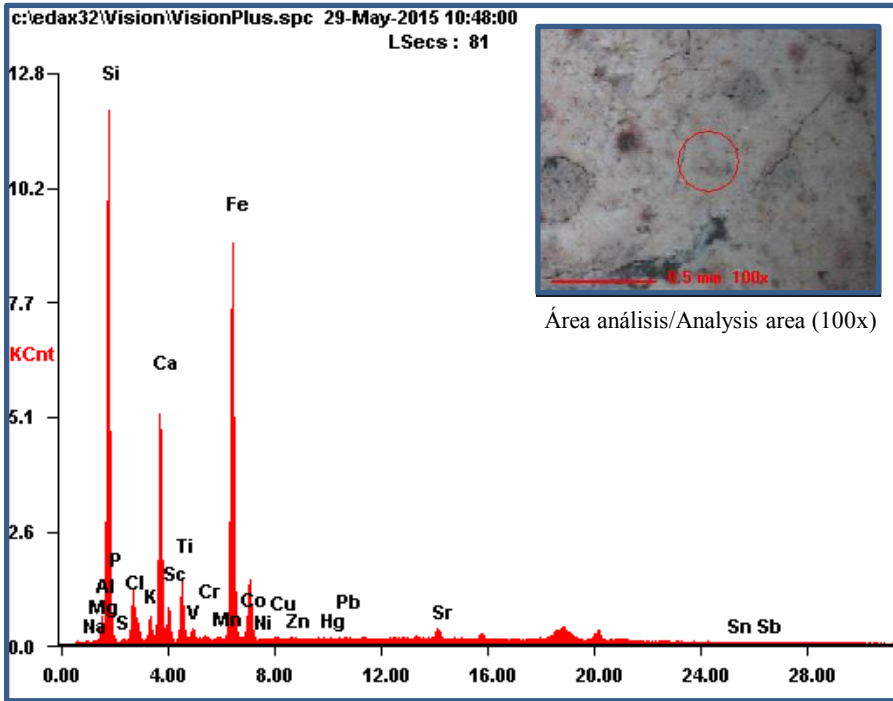 c:\edax32\Vision\VisionPlus.spc 29-May-2015 10:48:00
LSecs : 81
12.8
10.2
7.7
KCnt
5.1
2.6
0.0
Si
Fe
Ca
P
Al
Mg
Na
S
Cl
K
Sc
Ti
V
Cr
Mn
Co
Ni
Cu
Zn
Hg
Pb
Sr
Sn Sb
0.00 4.00 8.00 12.00 16.00 20.00 24.00 28.00
0.5 mm 100x
Área análisis/Analysis area (100x)